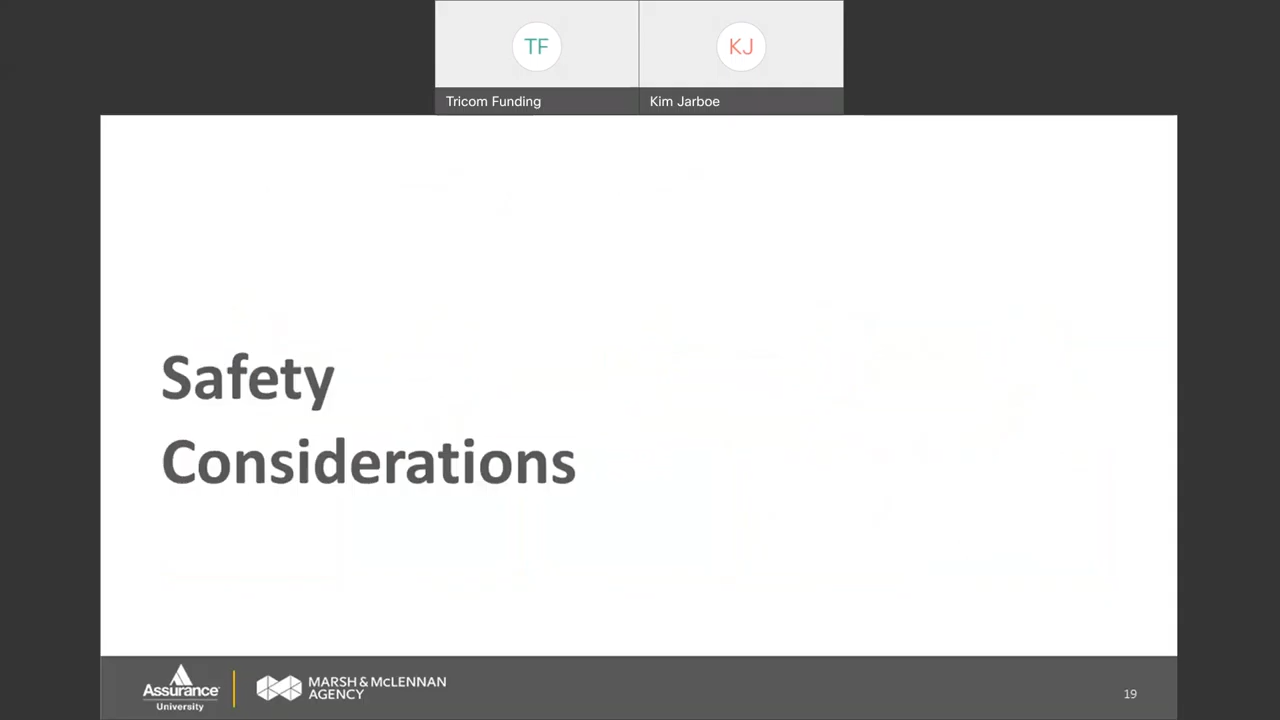 TF
KJ
Tricom Funding
Kim Jarboe
Safety
Considerations
Assurance
University
MARSH & McLENNAN
AGENCY
19